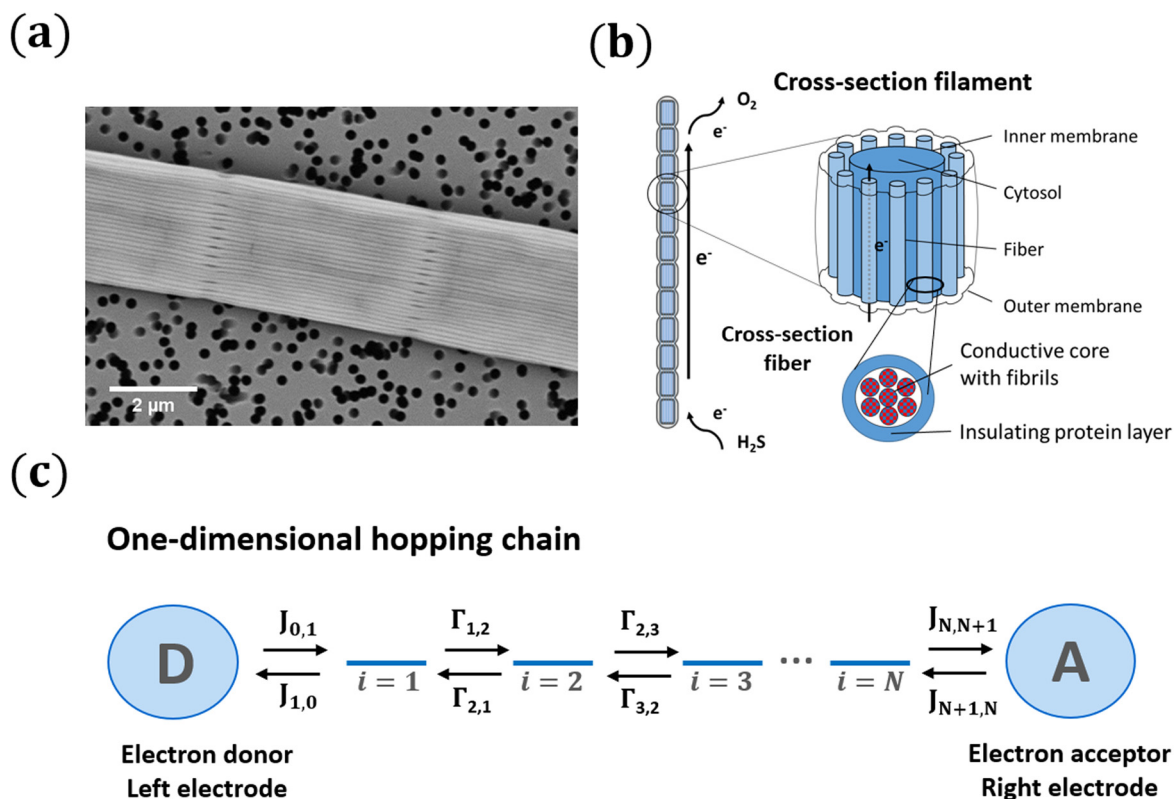 (a)
2 μm
(b)
Cross-section filament
O₂
e⁻
e⁻
e⁻
H₂S
Inner membrane
Cytosol
e⁻
Fiber
Outer membrane
Cross-section
fiber
Conductive core
with fibrils
Insulating protein layer
(c)
One-dimensional hopping chain
D
J₀,₁
J₁,₀
i = 1
Γ₁,₂
Γ₂,₁
i = 2
Γ₂,₃
Γ₃,₂
i = 3
...
i = N
J_N,N+1
J_N+1,N
A
Electron donor
Left electrode
Electron acceptor
Right electrode